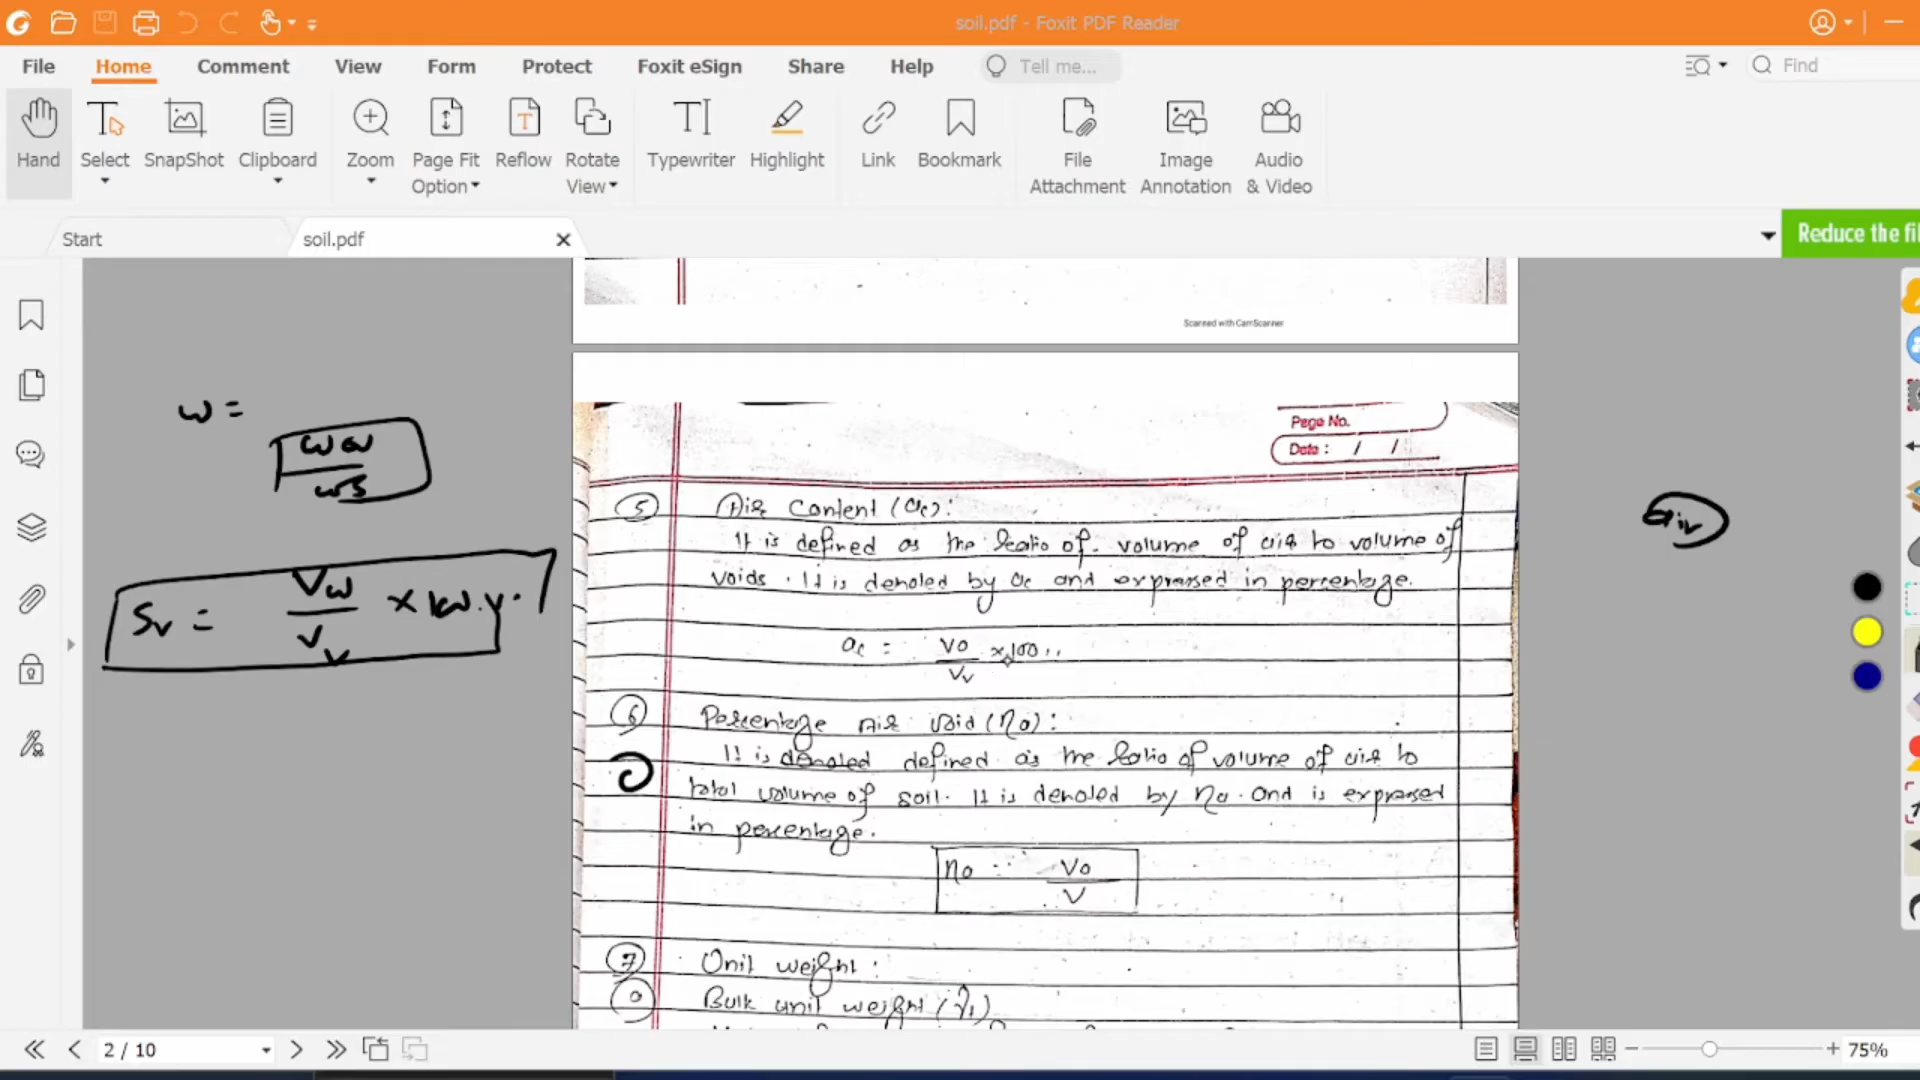 soil.pdf - Foxit PDF Reader
File Home Comment View Form Protect Foxit eSign Share Help Tell me... Find
Hand Select SnapShot Clipboard Zoom Page Fit Option Reflow Rotate View Typewriter Highlight Link Bookmark File Attachment Image Annotation Audio & Video
Start soil.pdf Reduce the fil
Scanned with CamScanner
Page No.
Date : / /
w =
ww
ws
Sv = Vw
Vv
5 Air Content (ac):
It is defined as the ratio of volume of air to volume of
voids. It is denoted by ac and expressed in percentage.
ac = Va × 100
Vv
Air
6 Percentage Air Void (na):
It is denoted defined as the ratio of volume of air to
total volume of soil. It is denoted by na. and is expressed
in percentage.
na = Va
V
7 Unit weight:
Bulk unit weight
2 / 10 75%